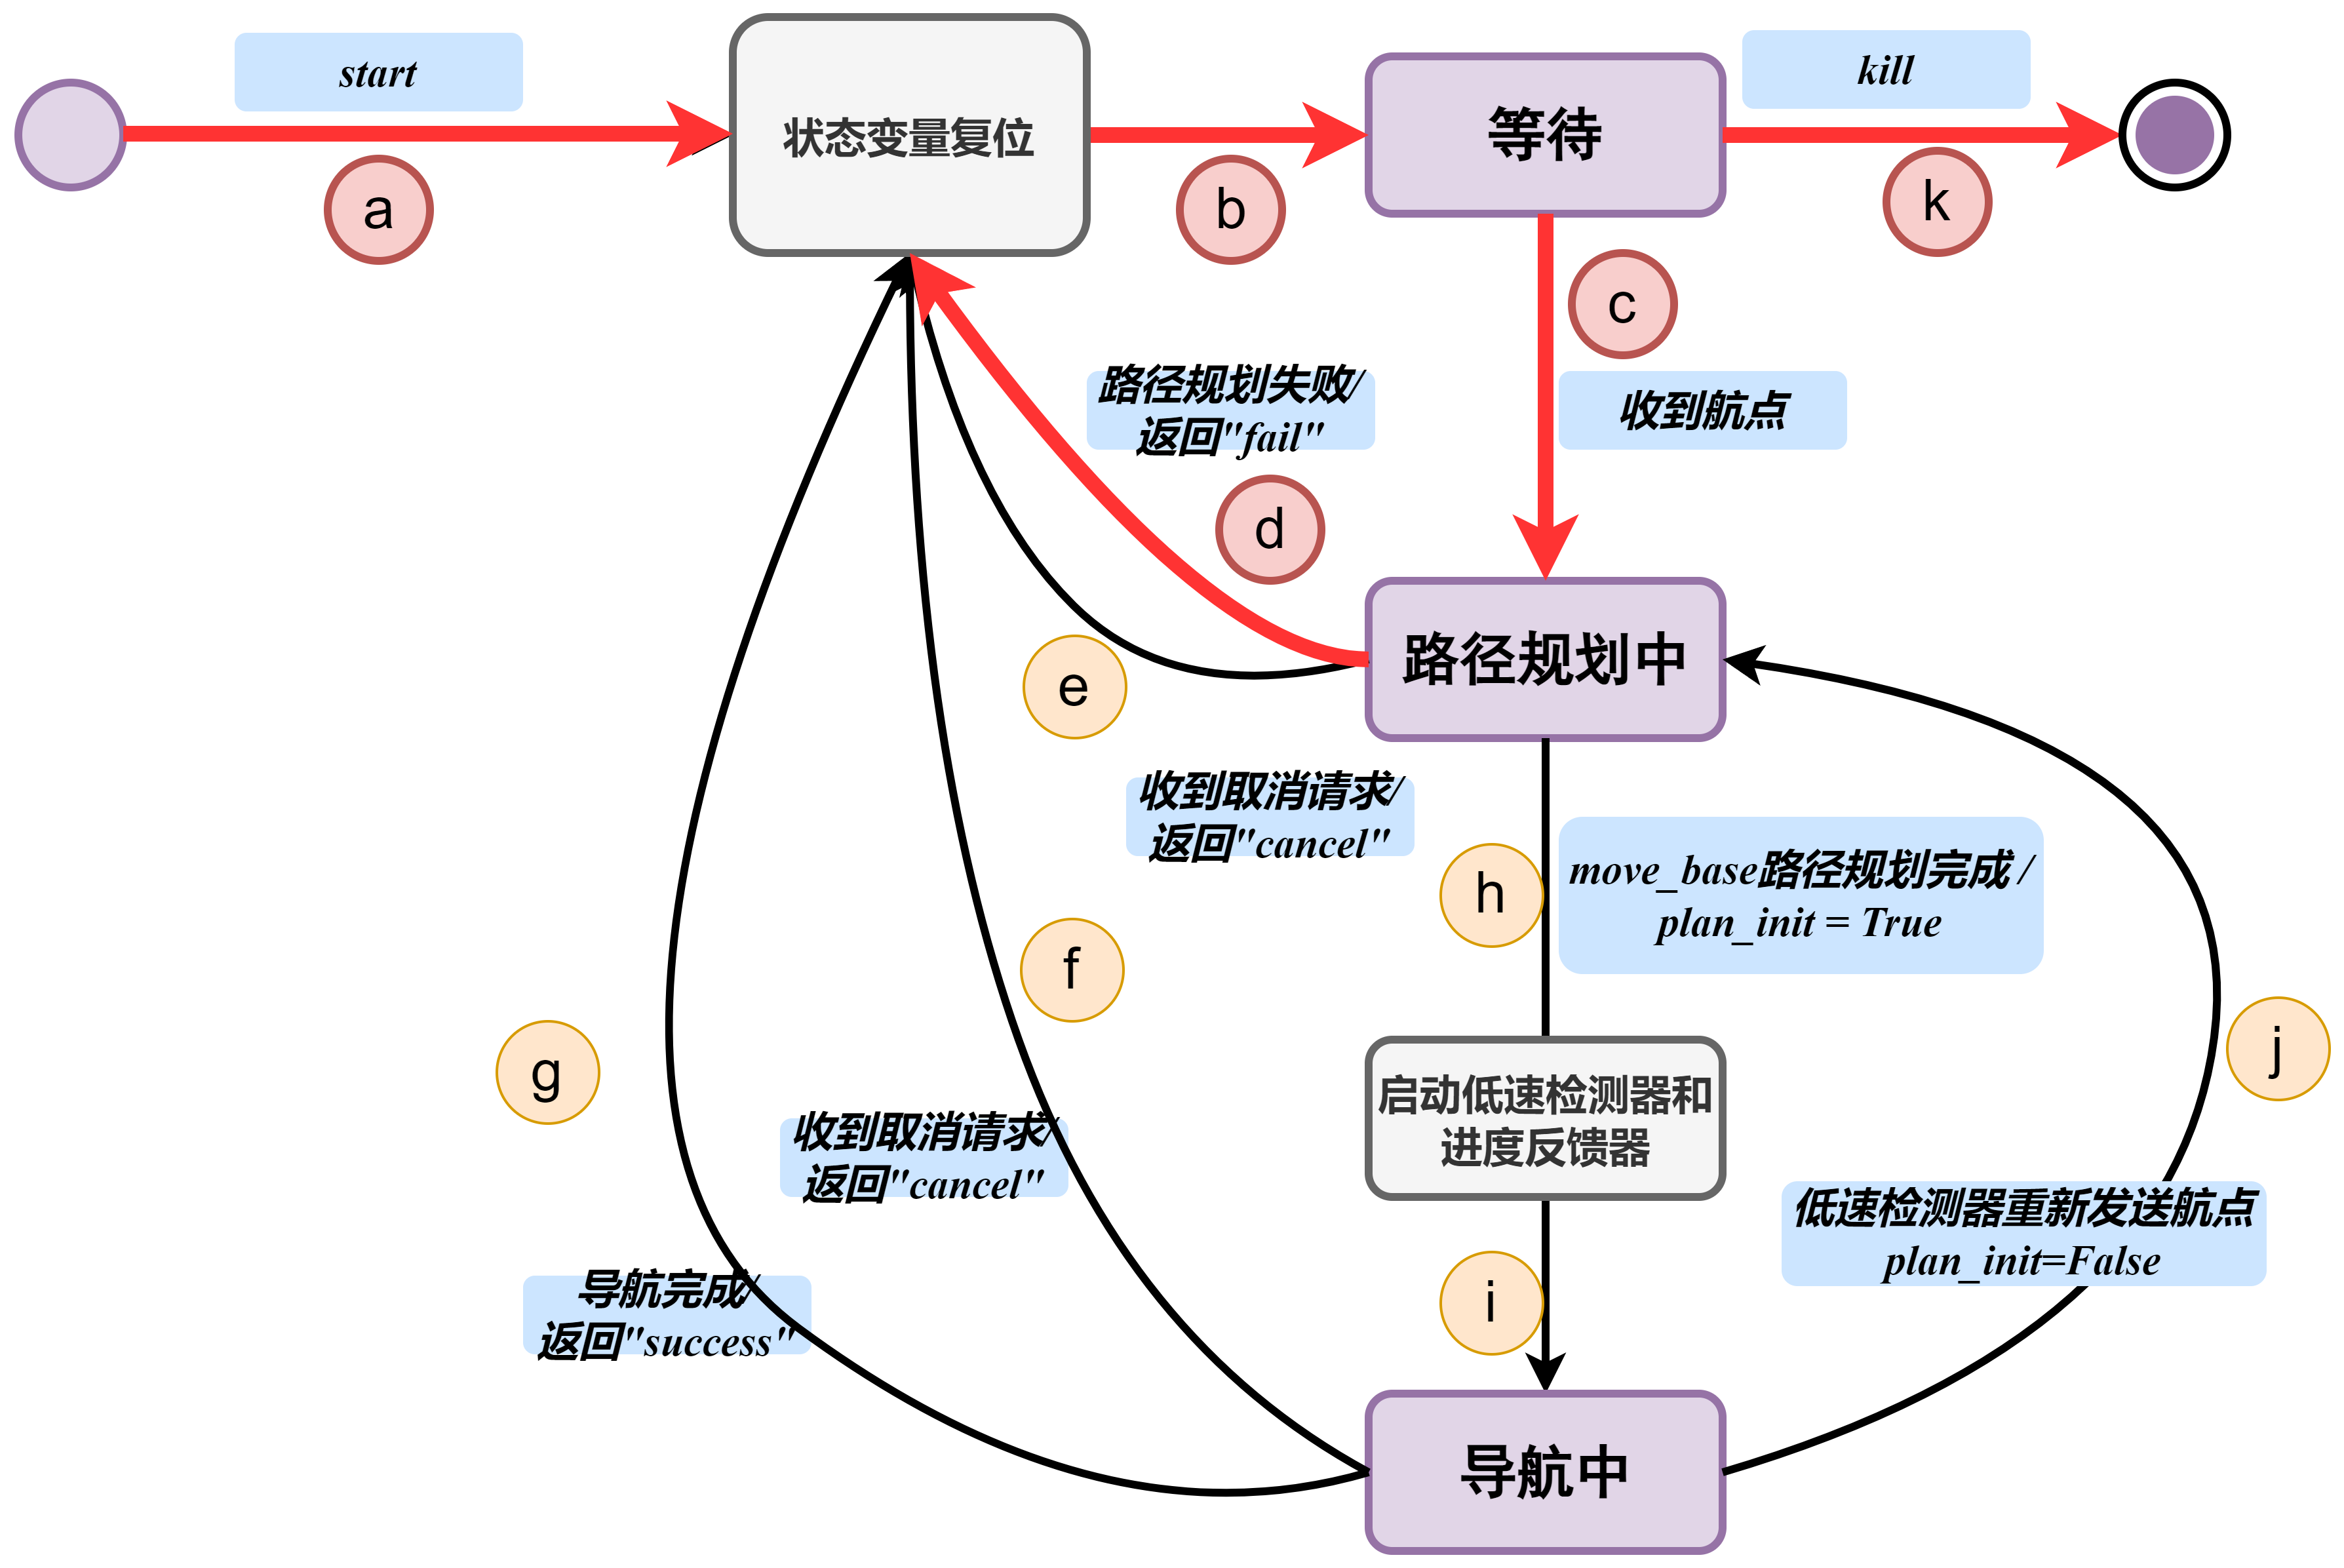 start
状态变量复位
等待
kill
a
b
k
c
路径规划失败/
返回"fail"
收到航点
d
路径规划中
e
收到取消请求/
返回"cancel"
h
move_base路径规划完成 /
plan_init = True
f
g
j
启动低速检测器和
进度反馈器
收到取消请求/
返回"cancel"
低速检测器重新发送航点
plan_init=False
导航完成/
返回"success"
i
导航中